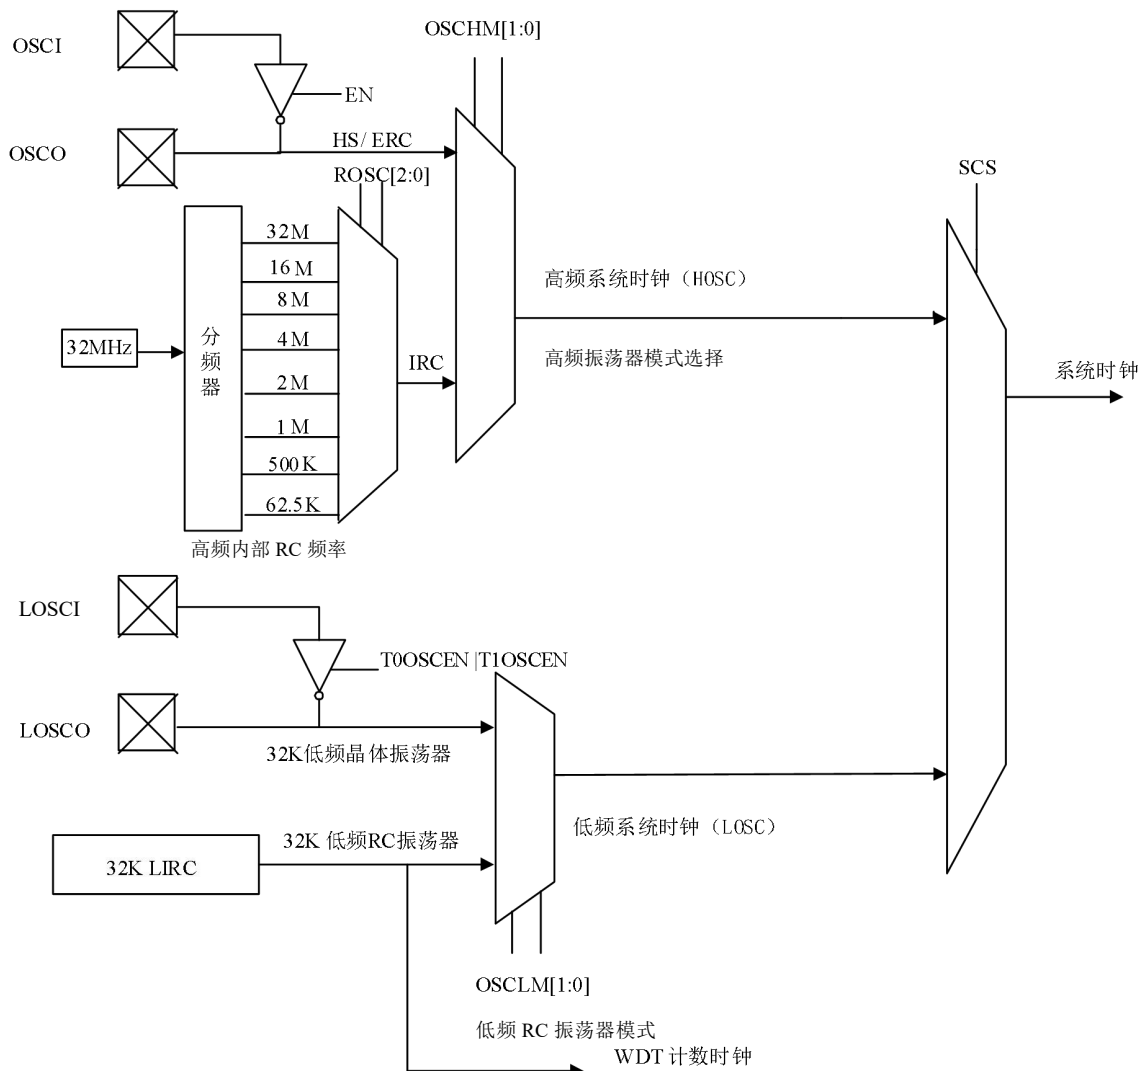 OSCI
OSCHM[1:0]
EN
OSCO
HS/ ERC
ROSC[2:0]
SCS
32M
16M
8M
4M
2M
1M
500K
62.5K
32MHz
分频器
IRC
高频系统时钟（HOSC）
高频振荡器模式选择
系统时钟
高频内部 RC 频率
LOSCI
T0OSCEN |T1OSCEN
LOSCO
32K低频晶体振荡器
32K 低频RC振荡器
低频系统时钟（LOSC）
32K LIRC
OSCLM[1:0]
低频 RC 振荡器模式
WDT 计数时钟